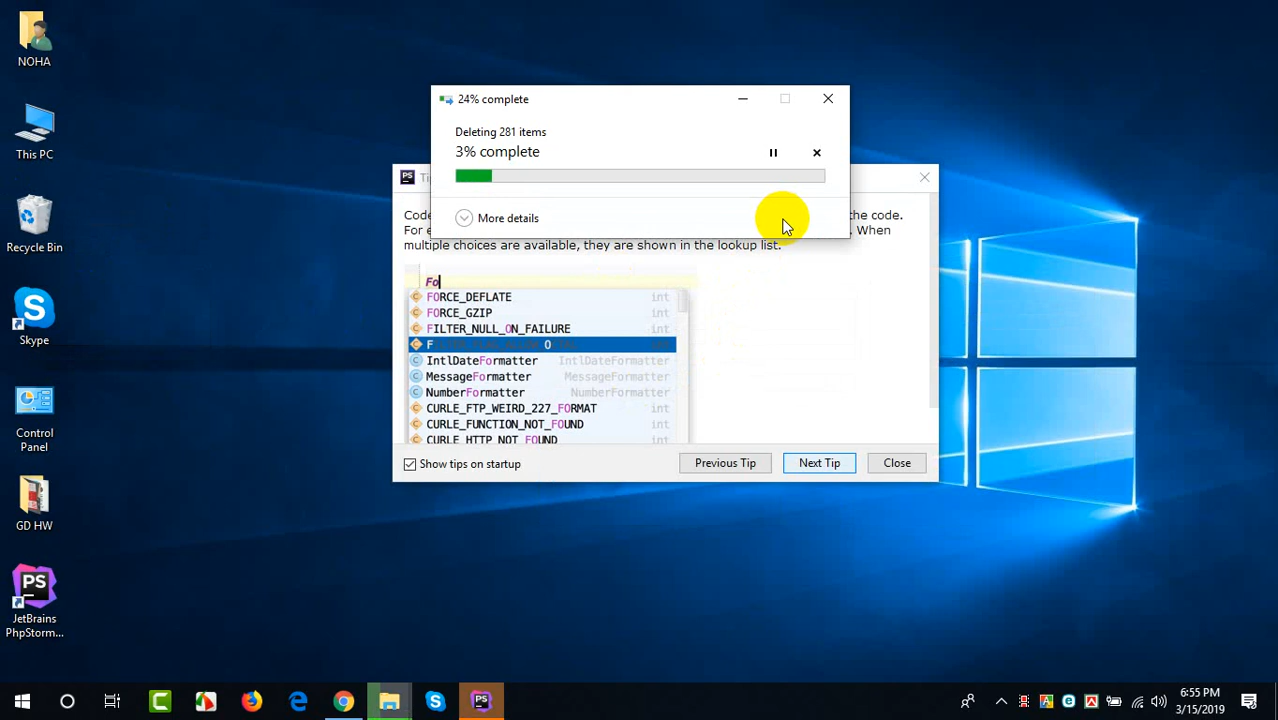 NOHA
This PC
Recycle Bin
Skype
Control
Panel
GD HW
PS
JetBrains
PhpStorm...
24% complete
Deleting 281 items
3% complete
More details
PS
Code
the code.
When
multiple choices are available, they are shown in the lookup list.
Fo
FORCE_DEFLATE int
FORCE_GZIP int
FILTER_NULL_ON_FAILURE int
IntlDateFormatter IntlDateFormatter
MessageFormatter MessageFormatter
NumberFormatter NumberFormatter
CURLE_FTP_WEIRD_227_FORMAT int
CURLE_FUNCTION_NOT_FOUND int
CURLE_HTTP_NOT_FOUND int
Show tips on startup
Previous Tip
Next Tip
Close
6:55 PM
3/15/2019